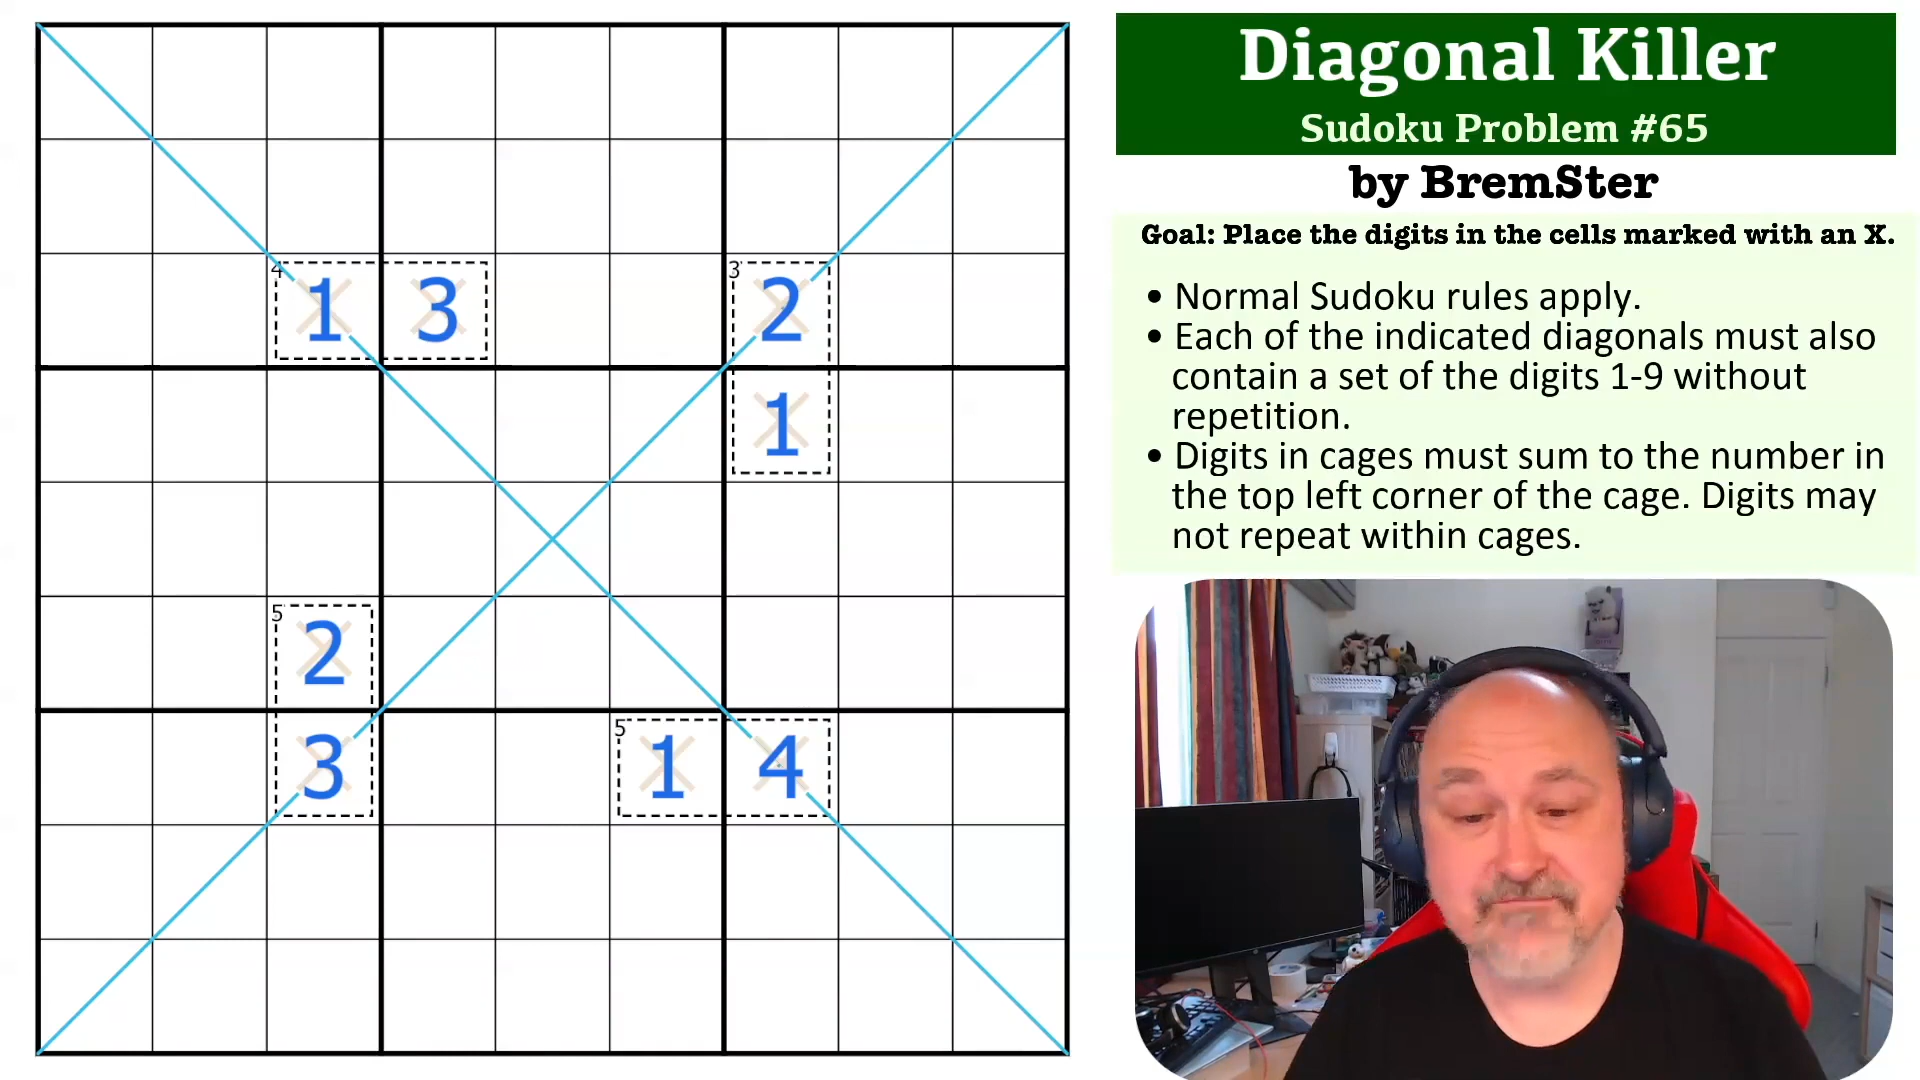 Diagonal Killer
Sudoku Problem #65
by BremSter
Goal: Place the digits in the cells marked with an X.
• Normal Sudoku rules apply.
• Each of the indicated diagonals must also
contain a set of the digits 1-9 without
repetition.
• Digits in cages must sum to the number in
the top left corner of the cage. Digits may
not repeat within cages.
4 1 3 3 2
1
5 2
3 5 1 4